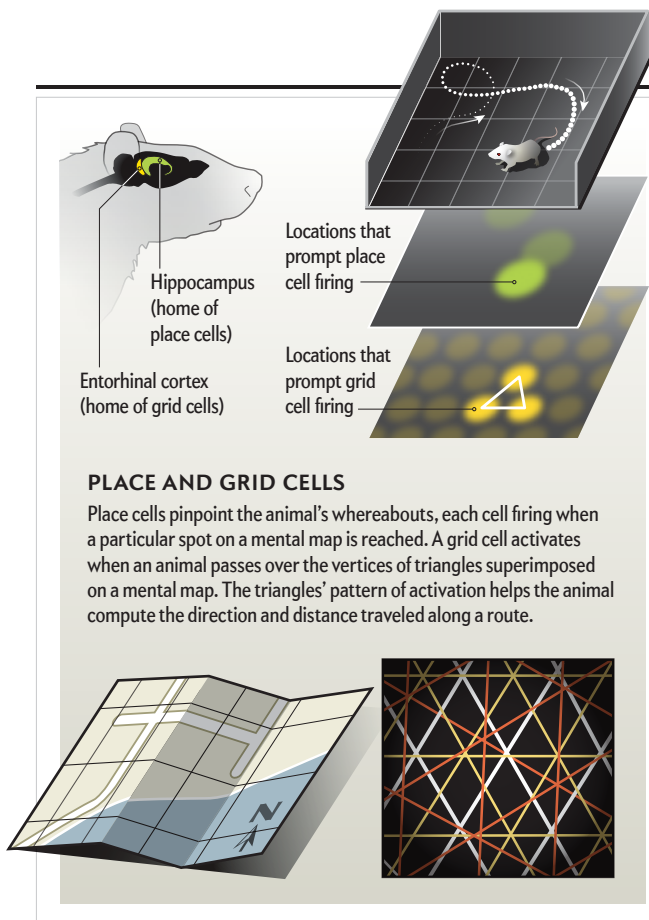 Locations that
prompt place
cell firing
Hippocampus
(home of
place cells)
Locations that
prompt grid
cell firing
Entorhinal cortex
(home of grid cells)
PLACE AND GRID CELLS
Place cells pinpoint the animal’s whereabouts, each cell firing when
a particular spot on a mental map is reached. A grid cell activates
when an animal passes over the vertices of triangles superimposed
on a mental map. The triangles’ pattern of activation helps the animal
compute the direction and distance traveled along a route.
N